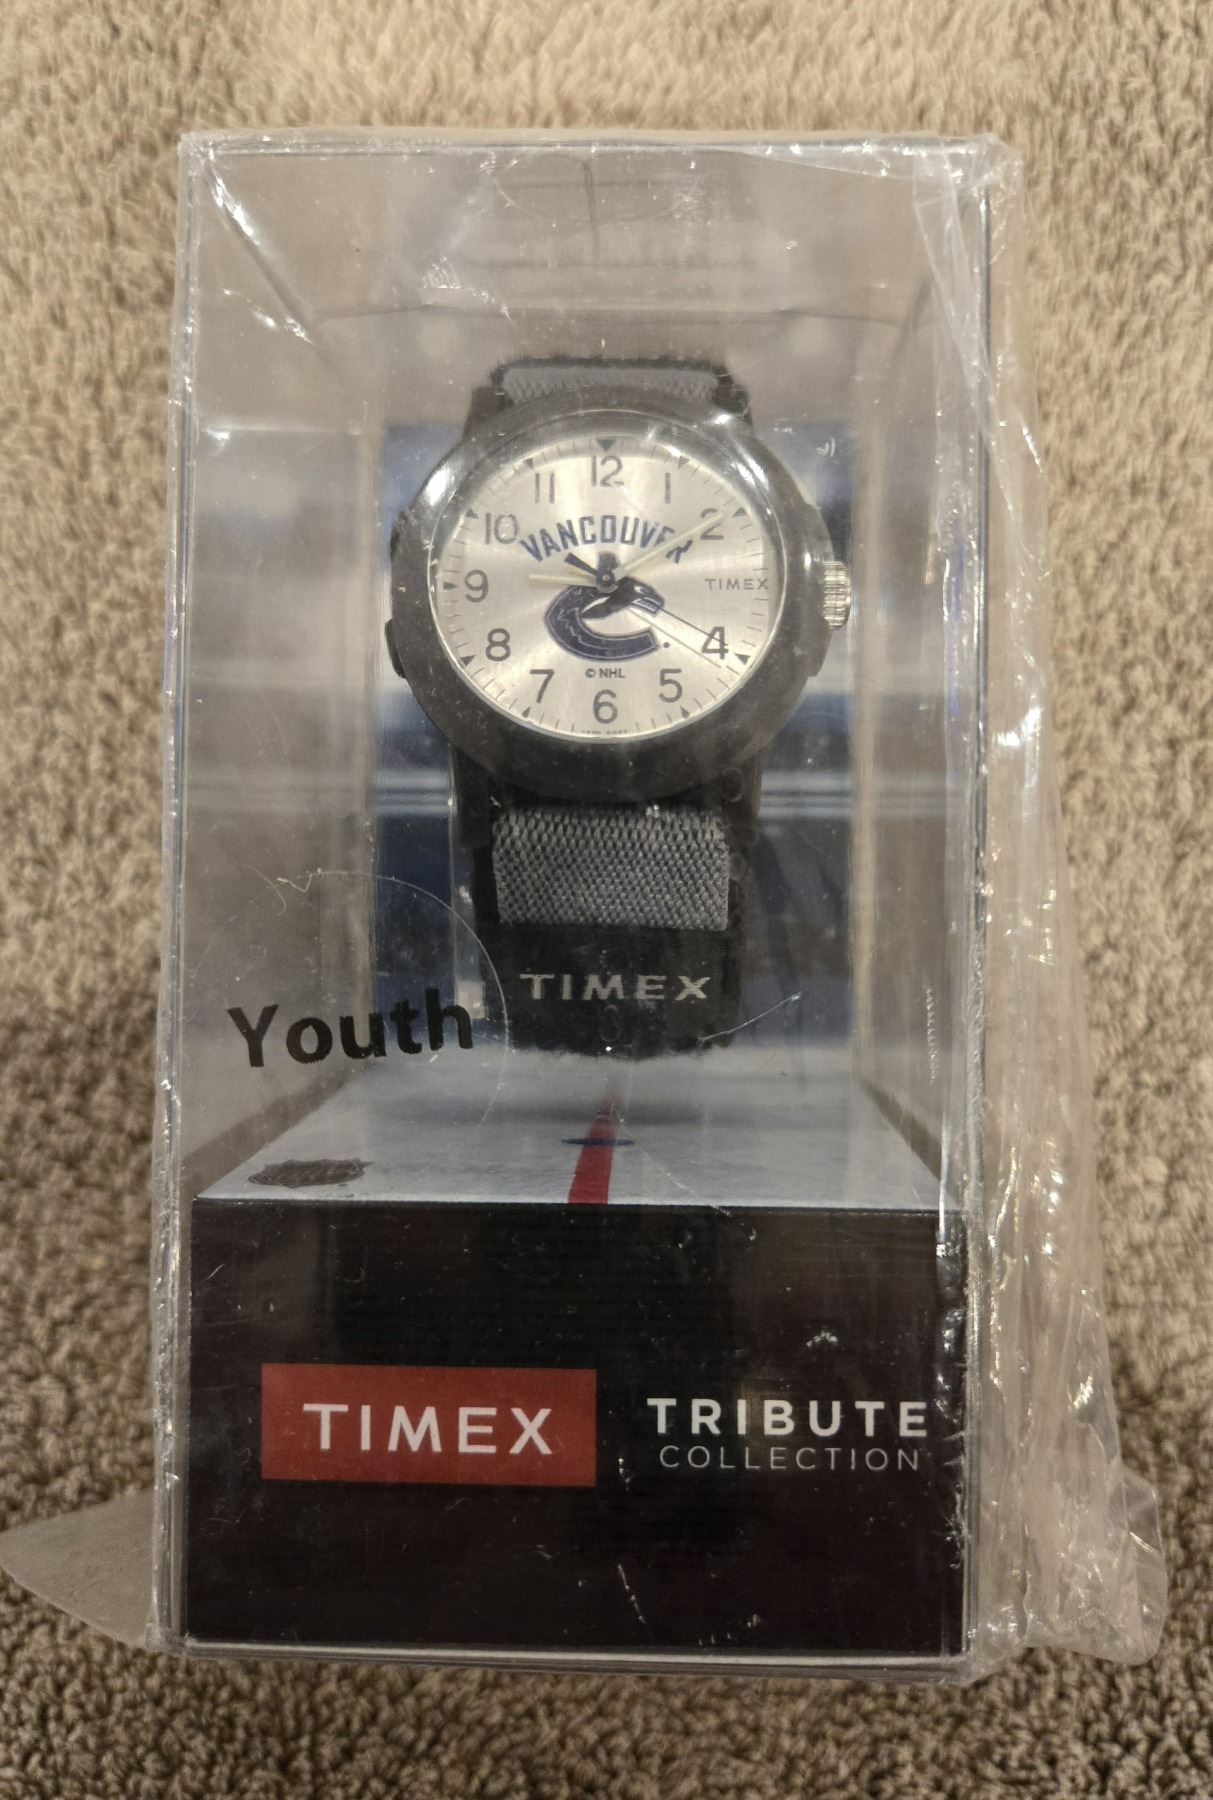 12
11 1
10 2
VANCOUVER
9 TIMEX
8 4
© NHL
7 5
6
TIMEX
Youth
TIMEX TRIBUTE
COLLECTION